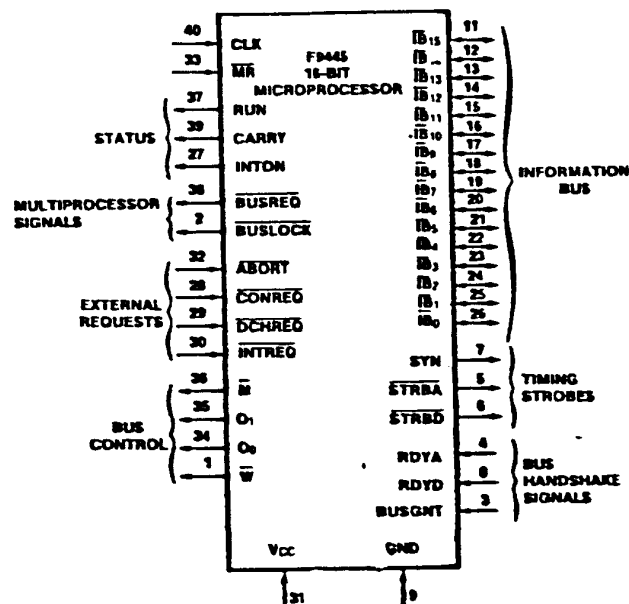 40 CLK
33 MR
F9445
16-BIT
MICROPROCESSOR
STATUS
37 RUN
39 CARRY
27 INTON
MULTIPROCESSOR
SIGNALS
38 BUSREQ
2 BUSLOCK
EXTERNAL
REQUESTS
32 ABORT
28 CONREQ
29 DCHREQ
30 INTREQ
BUS
CONTROL
36 M
35 O1
34 O0
1 W
IB15 11
IB 12
IB13 13
IB12 14
IB11 15
IB10 16
IB9 17
IB8 18
IB7 19
IB6 20
IB5 21
IB4 22
IB3 23
IB2 24
IB1 25
IB0 26
INFORMATION
BUS
SYN 7
STRBA 5
STRBD 6
TIMING
STROBES
RDYA 4
RDYD 8
BUSGNT 3
BUS
HANDSHAKE
SIGNALS
VCC
GND
31
9